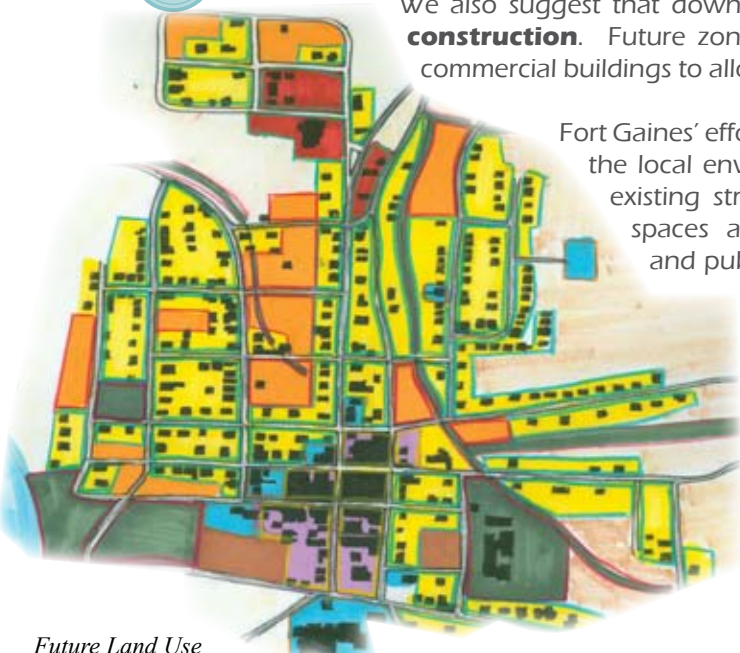 We also suggest that down
construction. Future zon
commercial buildings to allo
Fort Gaines' effo
the local env
existing str
spaces a
and pub
Future Land Use